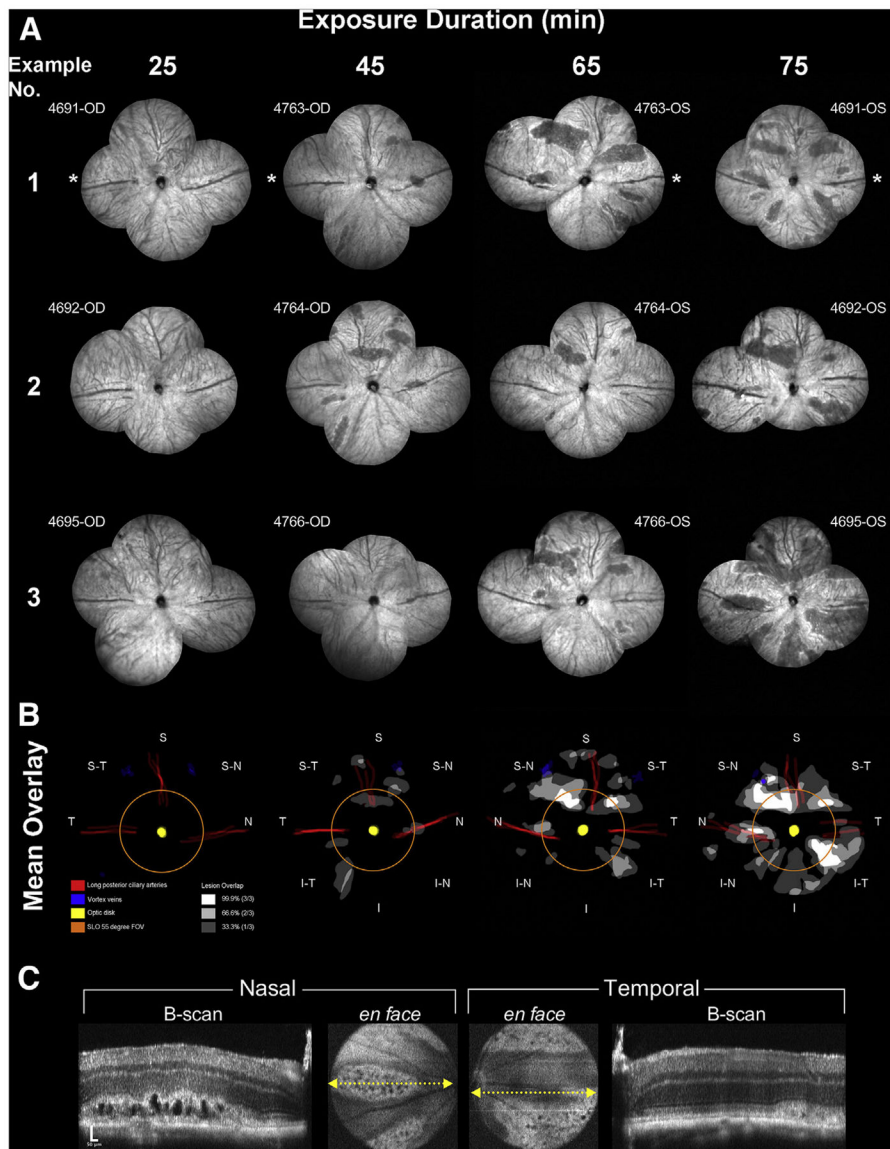 A
Exposure Duration (min)
Example No.
25 45 65 75
4691-OD 4763-OD 4763-OS 4691-OS
* 1 * * *
4692-OD 4764-OD 4764-OS 4692-OS
2
4695-OD 4766-OD 4766-OS 4695-OS
3
B
Mean Overlay
S S S S
S-T S-N S-T S-N S-N S-T S-N S-T
T N T N N T N T
I-T I-N I-N I-T I-N I-T
I I I
Long posterior ciliary arteries
Vortex veins
Optic disk
SLO 55 degree FOV
Lesion Overlap
99.9% (3/3)
66.6% (2/3)
33.3% (1/3)
C
Nasal Temporal
B-scan en face en face B-scan
50 µm